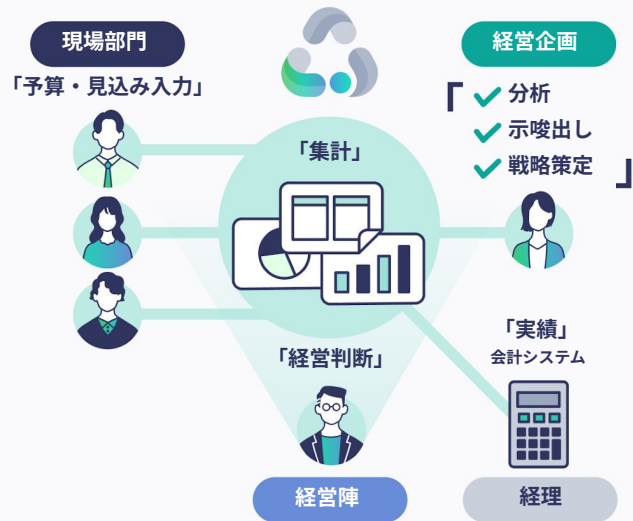 現場部門
「予算・見込み入力」
経営企画
「
分析
示唆出し
戦略策定
」
「集計」
「経営判断」
経営陣
「実績」
会計システム
経理